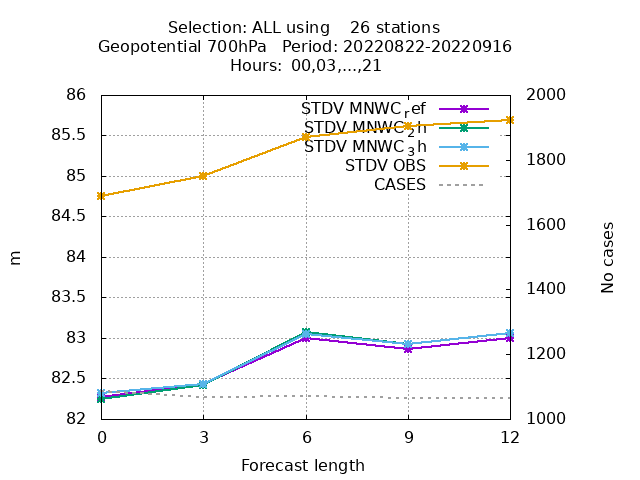 Selection: ALL using    26 stations
Geopotential 700hPa   Period: 20220822-20220916
Hours:  00,03,...,21
STDV MNWC_ref
STDV MNWC_2h
STDV MNWC_3h
STDV OBS
CASES
86
85.5
85
84.5
84
83.5
83
82.5
82
2000
1800
1600
1400
1200
1000
m
No cases
0 3 6 9 12
Forecast length